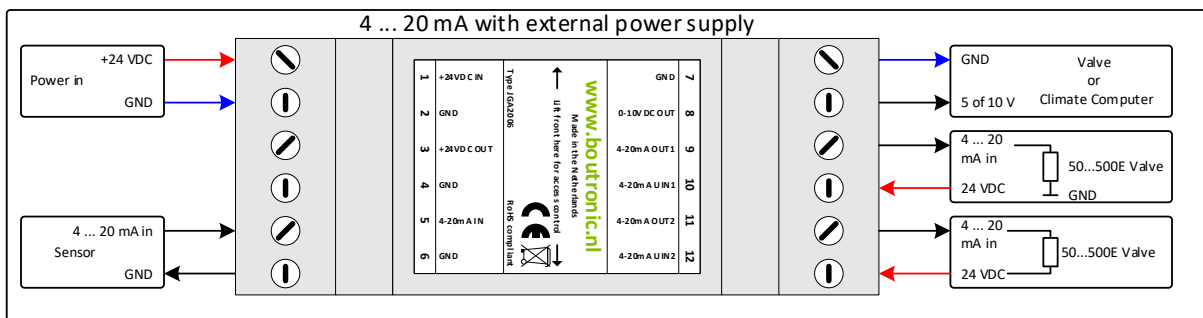 4 ... 20 mA with external power supply
+24 VDC
Power in
GND
4 ... 20 mA in
Sensor
GND
1 +24VDC IN
2 GND
3 +24VDC OUT
4 GND
5 4-20mA IN
6 GND
Type JGA2006
RoHS compliant
Lift front here for access control
Made in the Netherlands
www.boutronic.nl
GND 7
0-10VDC OUT 8
4-20mA OUT1 9
4-20mA UIN1 10
4-20mA OUT2 11
4-20mA UIN2 12
GND
5 of 10 V
Valve
or
Climate Computer
4 ... 20
mA in
24 VDC
50...500E Valve
GND
4 ... 20
mA in
24 VDC
50...500E Valve